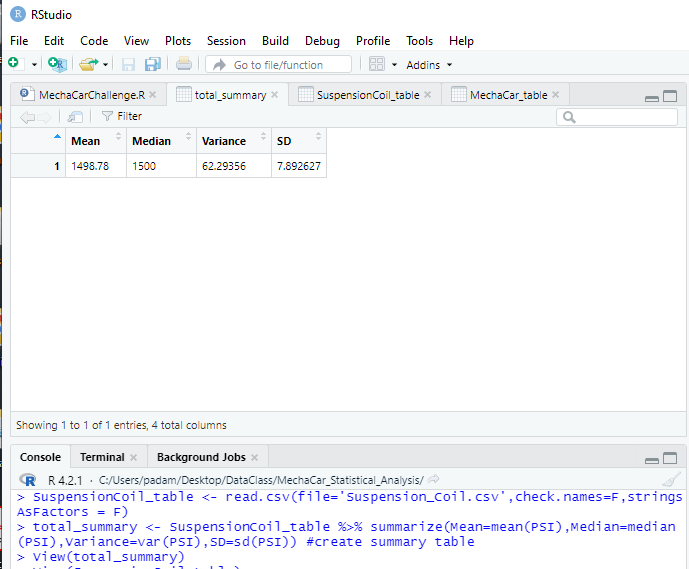 RStudio
File Edit Code View Plots Session Build Debug Profile Tools Help
Go to file/function Addins
MechaCarChallenge.R total_summary SuspensionCoil_table MechaCar_table
Filter
Mean Median Variance SD
1 1498.78 1500 62.29356 7.892627
Showing 1 to 1 of 1 entries, 4 total columns
Console Terminal Background Jobs
R 4.2.1 · C:/Users/padam/Desktop/DataClass/MechaCar_Statistical_Analysis/
> SuspensionCoil_table <- read.csv(file='Suspension_Coil.csv',check.names=F,strings
AsFactors = F)
> total_summary <- SuspensionCoil_table %>% summarize(Mean=mean(PSI),Median=median
(PSI),Variance=var(PSI),SD=sd(PSI)) #create summary table
> View(total_summary)